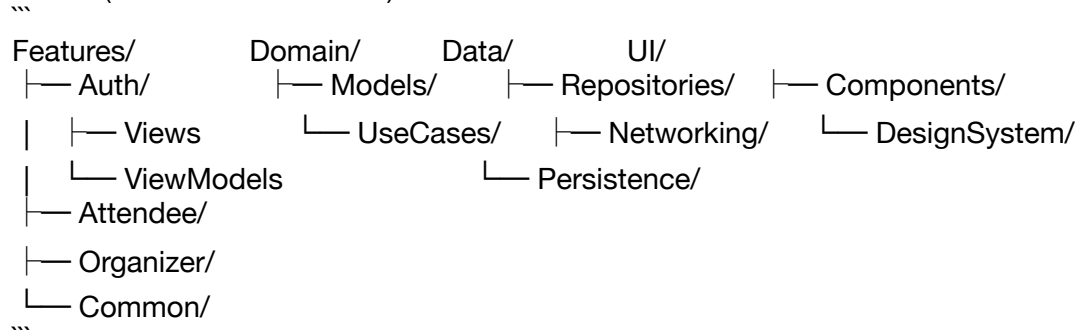 ```
Features/ Domain/ Data/ UI/
├── Auth/ ├── Models/ ├── Repositories/ ├── Components/
│ ├── Views └── UseCases/ ├── Networking/ └── DesignSystem/
│ └── ViewModels └── Persistence/
├── Attendee/
├── Organizer/
└── Common/
```